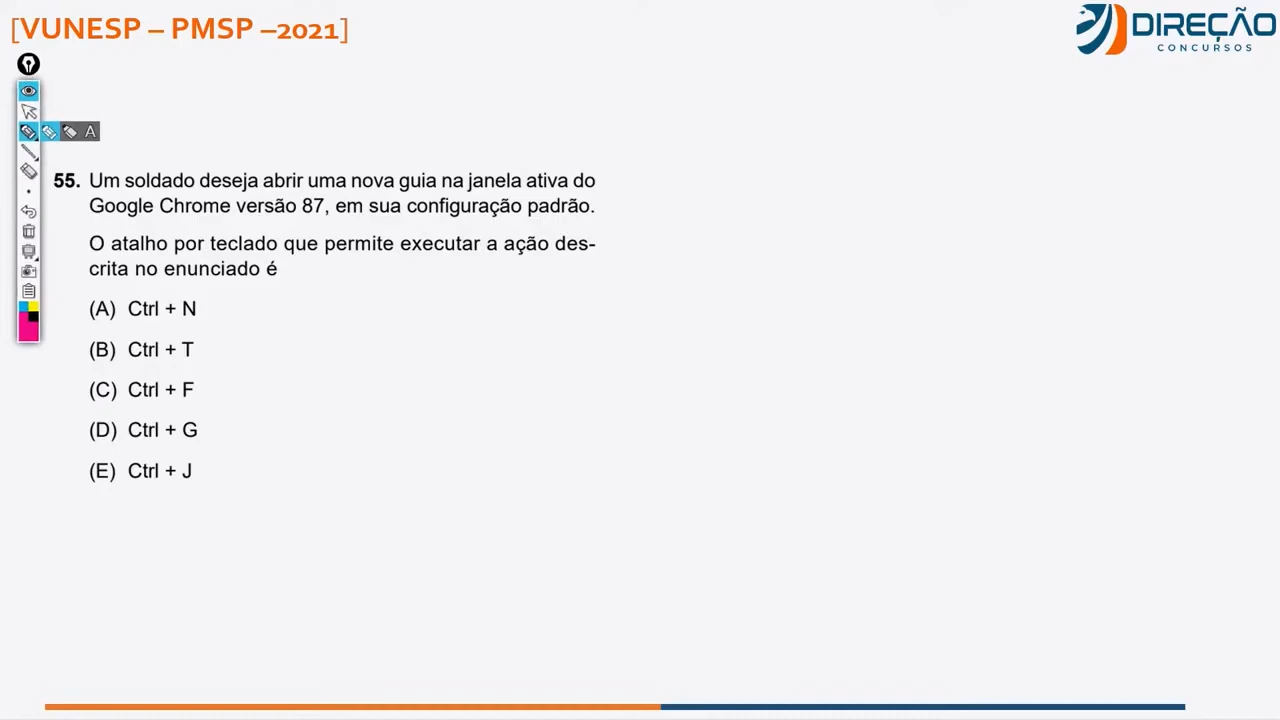 [VUNESP – PMSP –2021]
DIREÇÃO
CONCURSOS
A
55. Um soldado deseja abrir uma nova guia na janela ativa do
Google Chrome versão 87, em sua configuração padrão.
O atalho por teclado que permite executar a ação des-
crita no enunciado é
(A) Ctrl + N
(B) Ctrl + T
(C) Ctrl + F
(D) Ctrl + G
(E) Ctrl + J